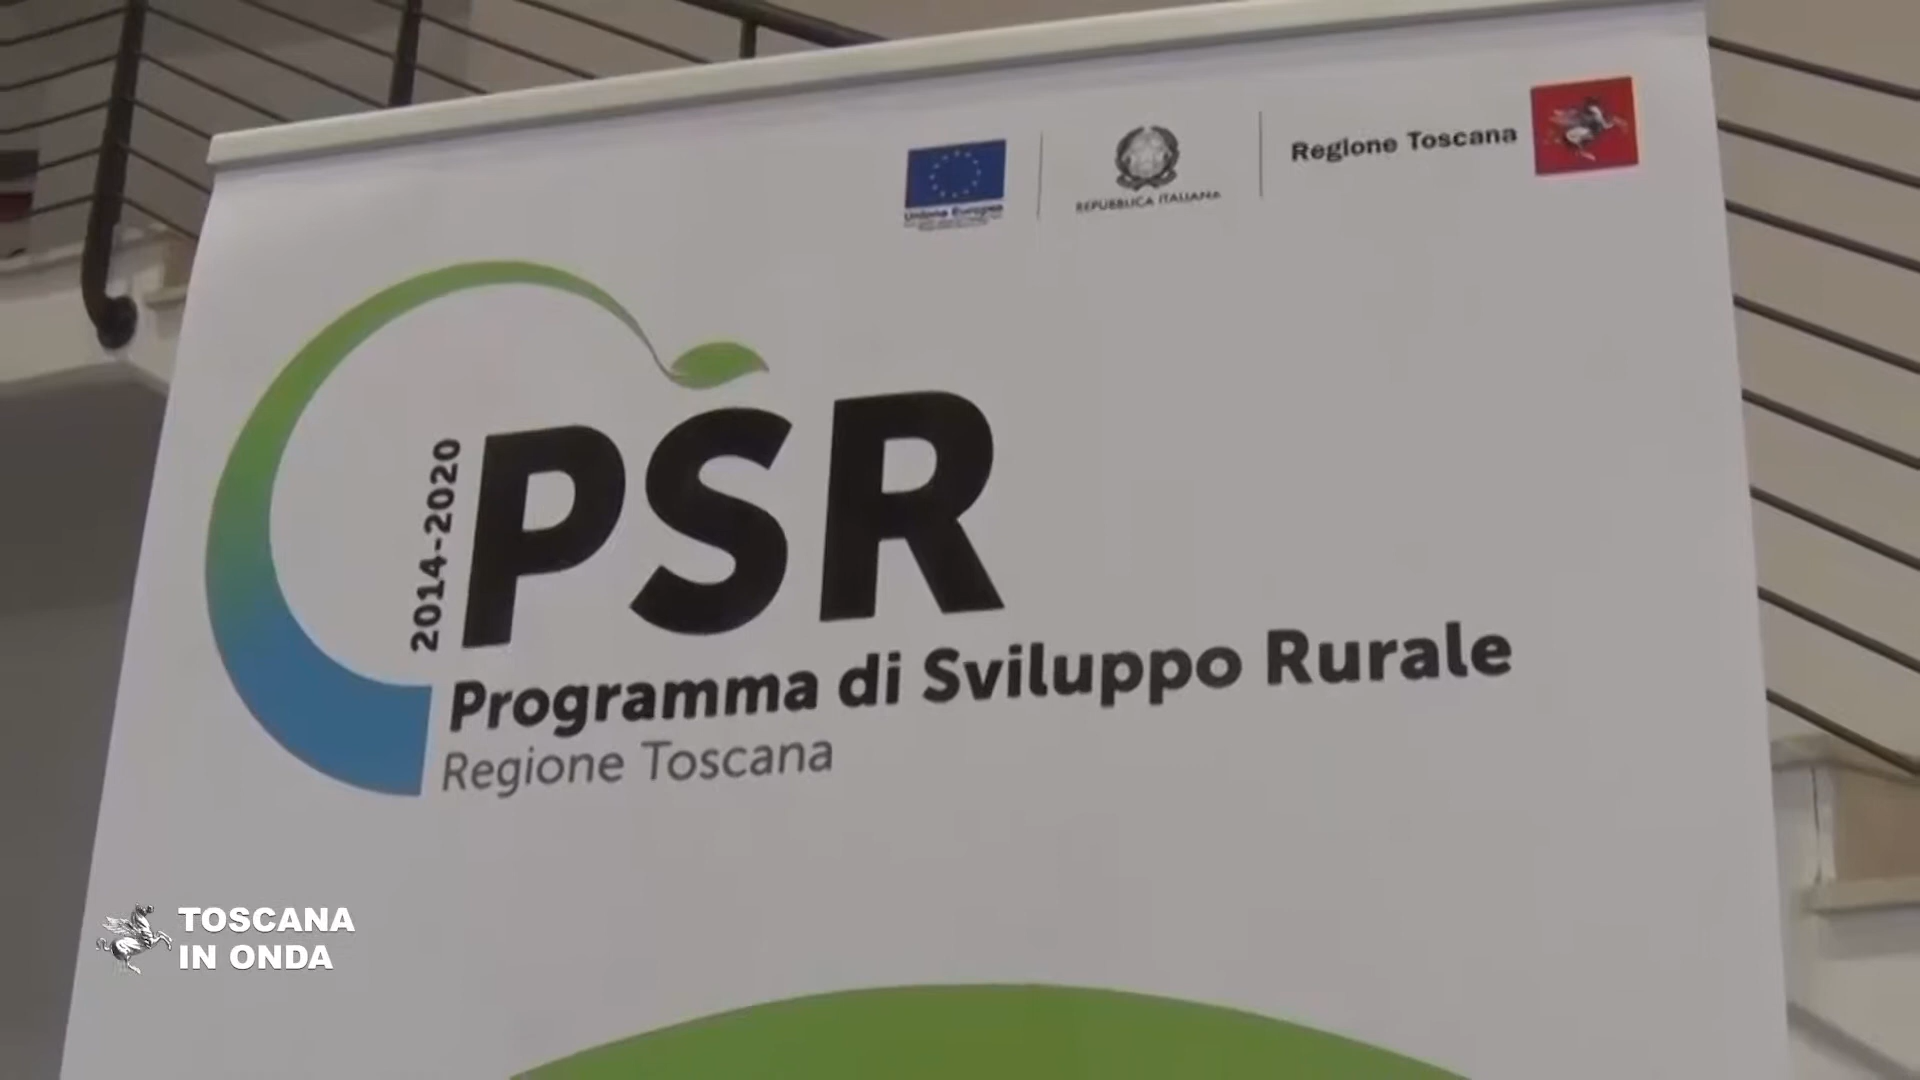 Unione Europea
REPUBBLICA ITALIANA
Regione Toscana
2014-2020
PSR
Programma di Sviluppo Rurale
Regione Toscana
TOSCANA
IN ONDA